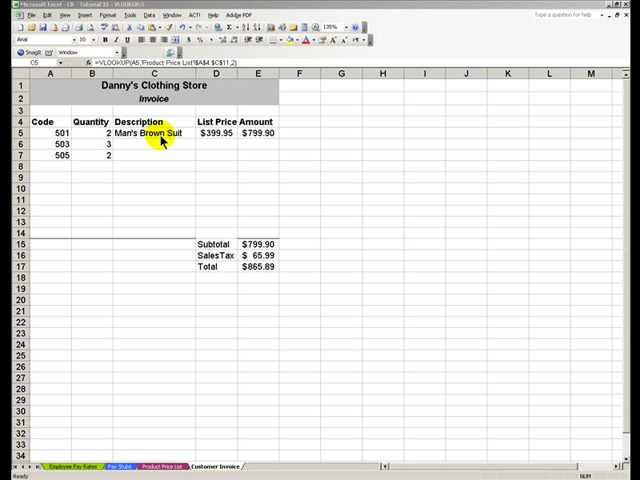 Microsoft Excel - CR - Tutorial 31 - VLOOKUP:3
File Edit View Insert Format Tools Data Window ACT! Help Adobe PDF
Type a question for help
135%
SnagIt Window
Arial 10 B I U
C5 =VLOOKUP(A5,'Product Price List'!$A$4:$C$11,2)
A B C D E F G H I J K L M
1 Danny's Clothing Store
2 Invoice
3
4 Code Quantity Description List Price Amount
5 501 2 Man's Brown Suit $399.95 $799.90
6 503 3
7 505 2
8
9
10
11
12
13
14
15 Subtotal $799.90
16 SalesTax $ 65.99
17 Total $865.89
18
19
20
21
22
23
24
25
26
27
28
29
30
31
32
33
34
Employee Pay Rates Pay Stubs Product Price List Customer Invoice
Ready NUM